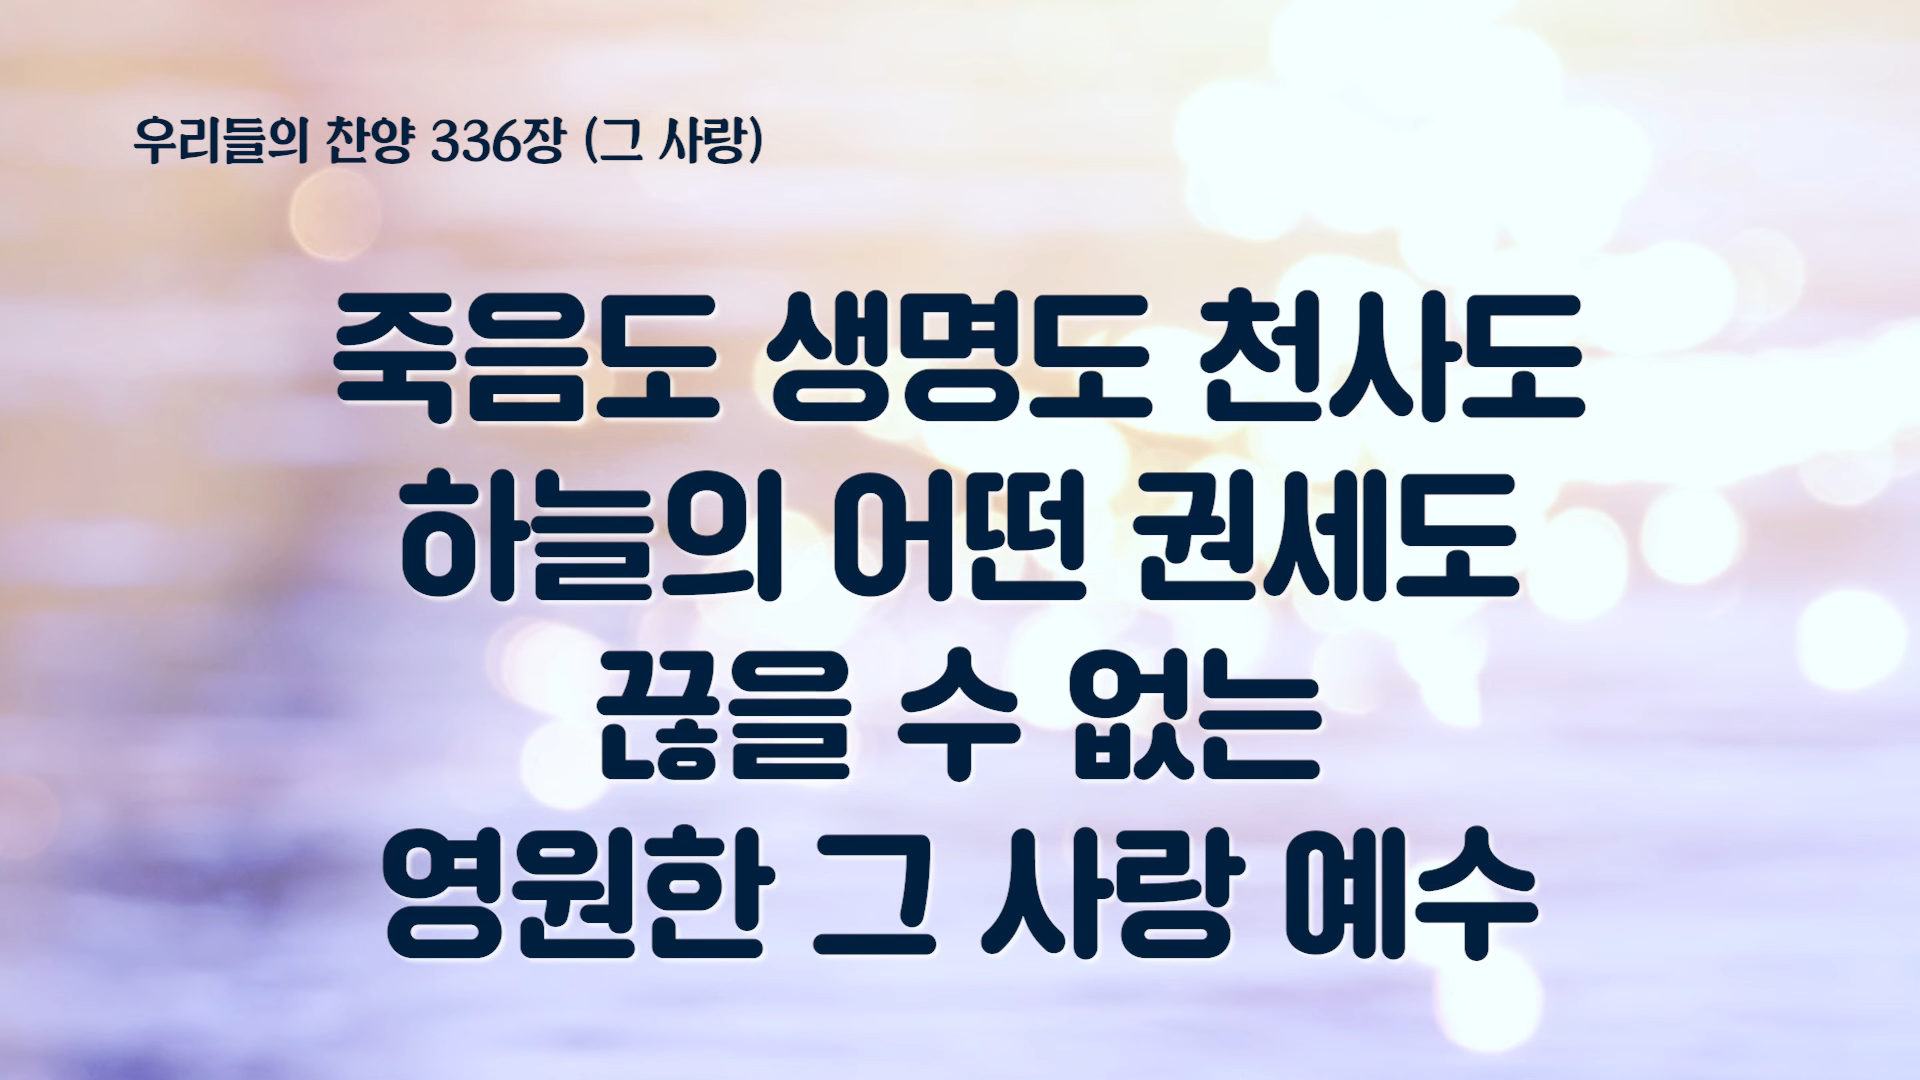 우리들의 찬양 336장 (그 사랑)
죽음도 생명도 천사도
하늘의 어떤 권세도
끊을 수 없는
영원한 그 사랑 예수